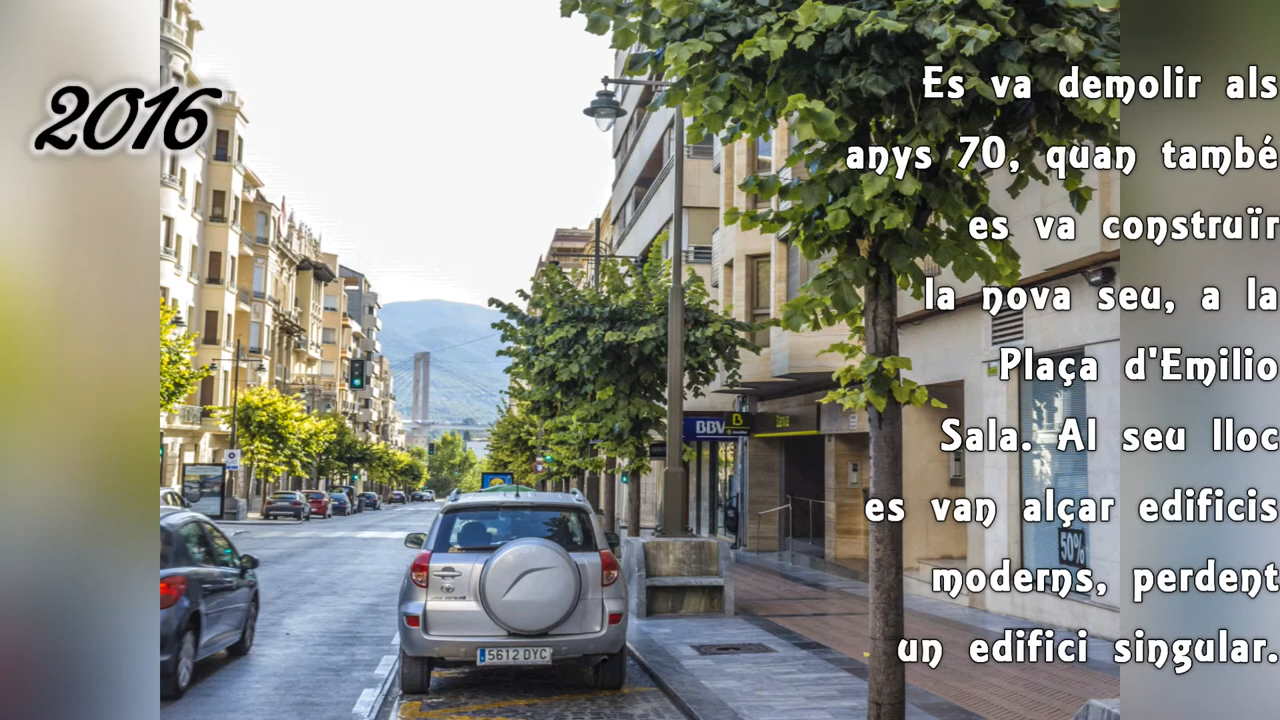 2016
Es va demolir als
anys 70, quan també
es va construïr
la nova seu, a la
Plaça d'Emilio
Sala. Al seu lloc
es van alçar edificis
moderns, perdent
un edifici singular.
BBV
50%
5612 DYC